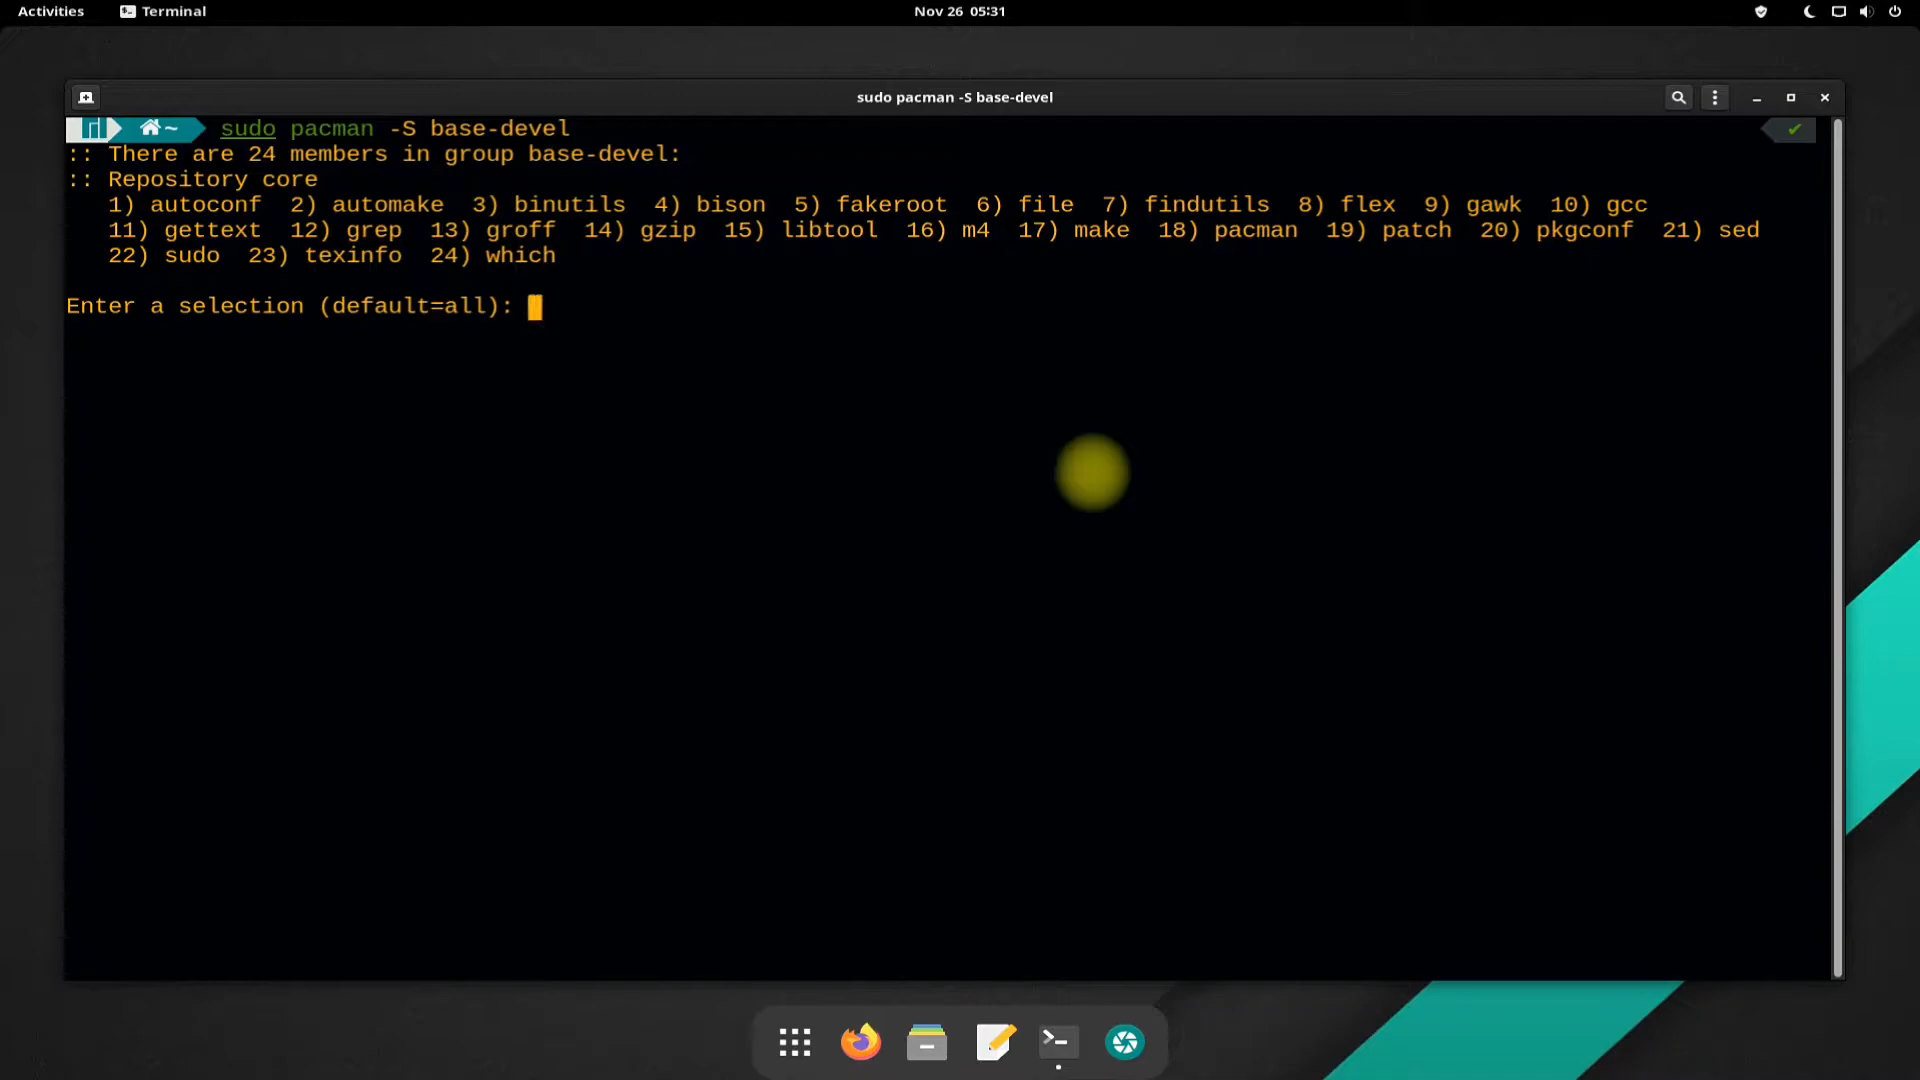 Activities Terminal Nov 26 05:31
sudo pacman -S base-devel
~ sudo pacman -S base-devel ✔
:: There are 24 members in group base-devel:
:: Repository core
1) autoconf 2) automake 3) binutils 4) bison 5) fakeroot 6) file 7) findutils 8) flex 9) gawk 10) gcc
11) gettext 12) grep 13) groff 14) gzip 15) libtool 16) m4 17) make 18) pacman 19) patch 20) pkgconf 21) sed
22) sudo 23) texinfo 24) which
Enter a selection (default=all):